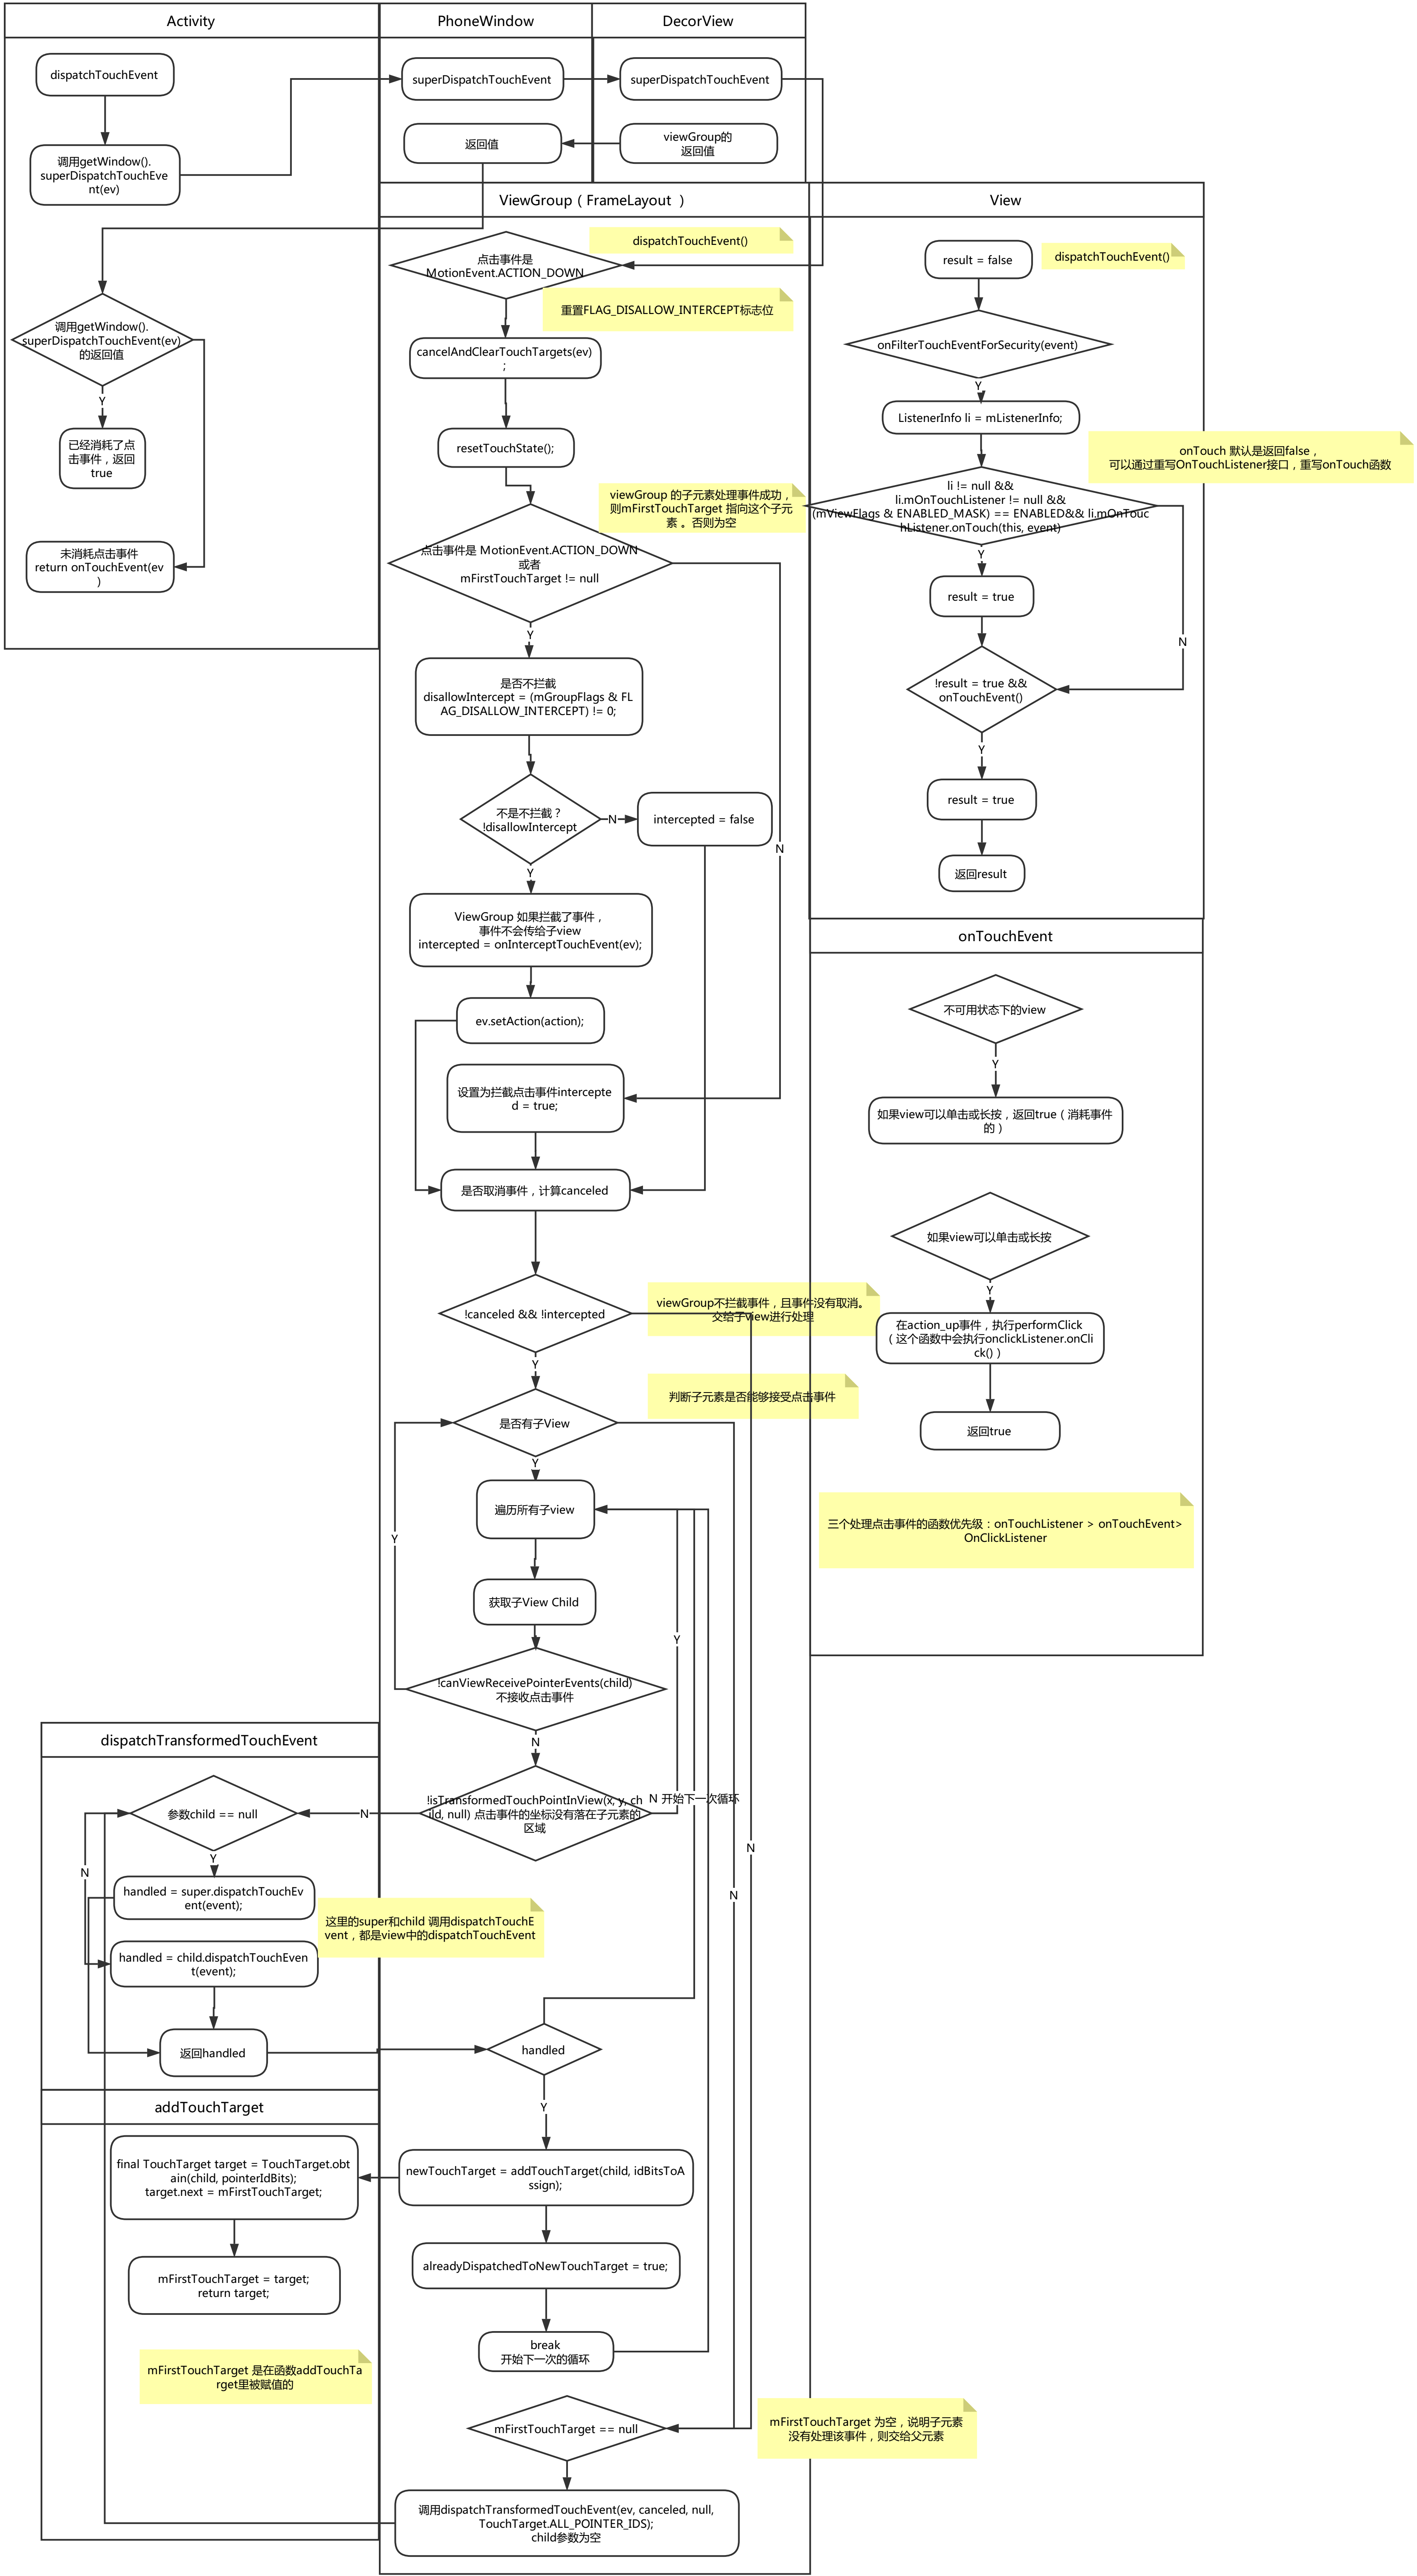 Activity
dispatchTouchEvent
调用getWindow().
superDispatchTouchEve
nt(ev)
调用getWindow().
superDispatchTouchEvent(ev)
的返回值
Y
已经消耗了点
击事件，返回
true
未消耗点击事件
return onTouchEvent(ev
)
PhoneWindow
superDispatchTouchEvent
返回值
DecorView
superDispatchTouchEvent
viewGroup的
返回值
ViewGroup（FrameLayout ）
dispatchTouchEvent()
点击事件是
MotionEvent.ACTION_DOWN
重置FLAG_DISALLOW_INTERCEPT标志位
cancelAndClearTouchTargets(ev)
;
resetTouchState();
viewGroup 的子元素处理事件成功，
则mFirstTouchTarget 指向这个子元
素 。否则为空
点击事件是 MotionEvent.ACTION_DOWN
或者
mFirstTouchTarget != null
Y
是否不拦截
disallowIntercept = (mGroupFlags & FL
AG_DISALLOW_INTERCEPT) != 0;
不是不拦截？
!disallowIntercept
N
intercepted = false
N
Y
ViewGroup 如果拦截了事件，
事件不会传给子view
intercepted = onInterceptTouchEvent(ev);
ev.setAction(action);
设置为拦截点击事件intercepte
d = true;
是否取消事件，计算canceled
!canceled && !intercepted
viewGroup不拦截事件，且事件没有取消。
交给子view进行处理
Y
判断子元素是否能够接受点击事件
是否有子View
Y
遍历所有子view
Y
获取子View Child
Y
!canViewReceivePointerEvents(child)
不接收点击事件
N
!isTransformedTouchPointInView(x, y, ch
ild, null) 点击事件的坐标没有落在子元素的
区域
N 开始下一次循环
N
N
N
handled
Y
newTouchTarget = addTouchTarget(child, idBitsToA
ssign);
alreadyDispatchedToNewTouchTarget = true;
break
开始下一次的循环
mFirstTouchTarget == null
mFirstTouchTarget 为空，说明子元素
没有处理该事件，则交给父元素
调用dispatchTransformedTouchEvent(ev, canceled, null,
TouchTarget.ALL_POINTER_IDS);
child参数为空
View
result = false
dispatchTouchEvent()
onFilterTouchEventForSecurity(event)
Y
ListenerInfo li = mListenerInfo;
onTouch 默认是返回false，
可以通过重写OnTouchListener接口，重写onTouch函数
li != null &&
li.mOnTouchListener != null &&
(mViewFlags & ENABLED_MASK) == ENABLED&& li.mOnTouc
hListener.onTouch(this, event)
Y
result = true
N
!result = true &&
onTouchEvent()
Y
result = true
返回result
onTouchEvent
不可用状态下的view
Y
如果view可以单击或长按，返回true（消耗事件
的）
如果view可以单击或长按
Y
在action_up事件，执行performClick
（这个函数中会执行onclickListener.onCli
ck()）
返回true
三个处理点击事件的函数优先级：onTouchListener > onTouchEvent>
OnClickListener
dispatchTransformedTouchEvent
参数child == null
Y
N
handled = super.dispatchTouchEv
ent(event);
这里的super和child 调用dispatchTouchE
vent，都是view中的dispatchTouchEvent
handled = child.dispatchTouchEven
t(event);
返回handled
addTouchTarget
final TouchTarget target = TouchTarget.obt
ain(child, pointerIdBits);
target.next = mFirstTouchTarget;
mFirstTouchTarget = target;
return target;
mFirstTouchTarget 是在函数addTouchTa
rget里被赋值的